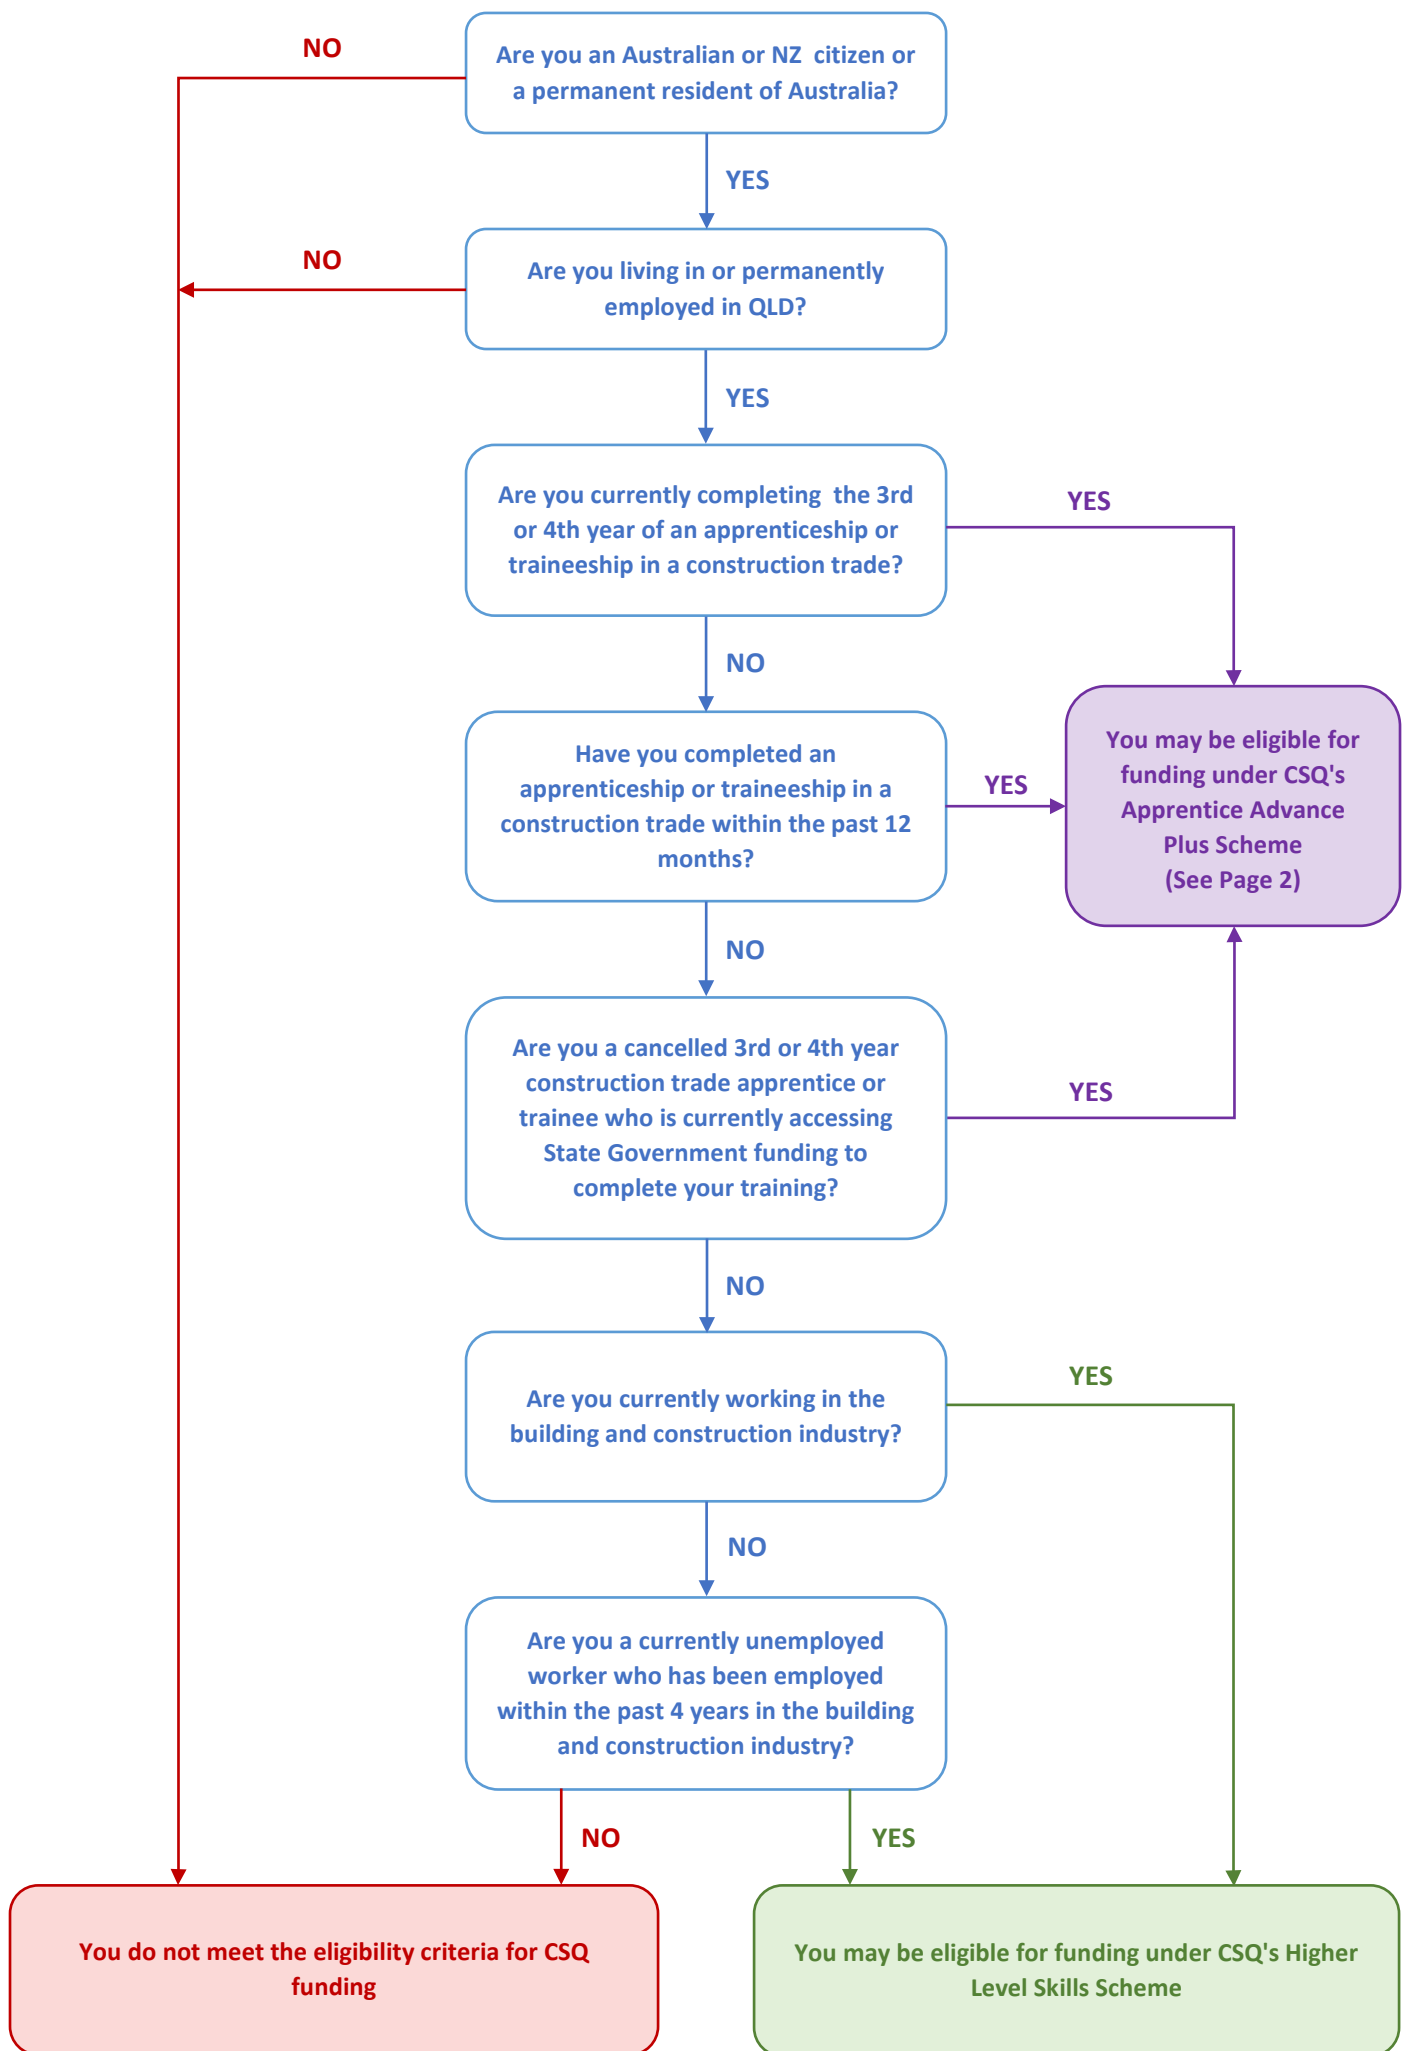 NO
Are you an Australian or NZ citizen or
a permanent resident of Australia?
YES
NO
Are you living in or permanently
employed in QLD?
YES
Are you currently completing the 3rd
or 4th year of an apprenticeship or
traineeship in a construction trade?
YES
NO
Have you completed an
apprenticeship or traineeship in a
construction trade within the past 12
months?
YES
You may be eligible for
funding under CSQ's
Apprentice Advance
Plus Scheme
(See Page 2)
NO
Are you a cancelled 3rd or 4th year
construction trade apprentice or
trainee who is currently accessing
State Government funding to
complete your training?
YES
NO
Are you currently working in the
building and construction industry?
YES
NO
Are you a currently unemployed
worker who has been employed
within the past 4 years in the building
and construction industry?
NO
YES
You do not meet the eligibility criteria for CSQ
funding
You may be eligible for funding under CSQ's Higher
Level Skills Scheme